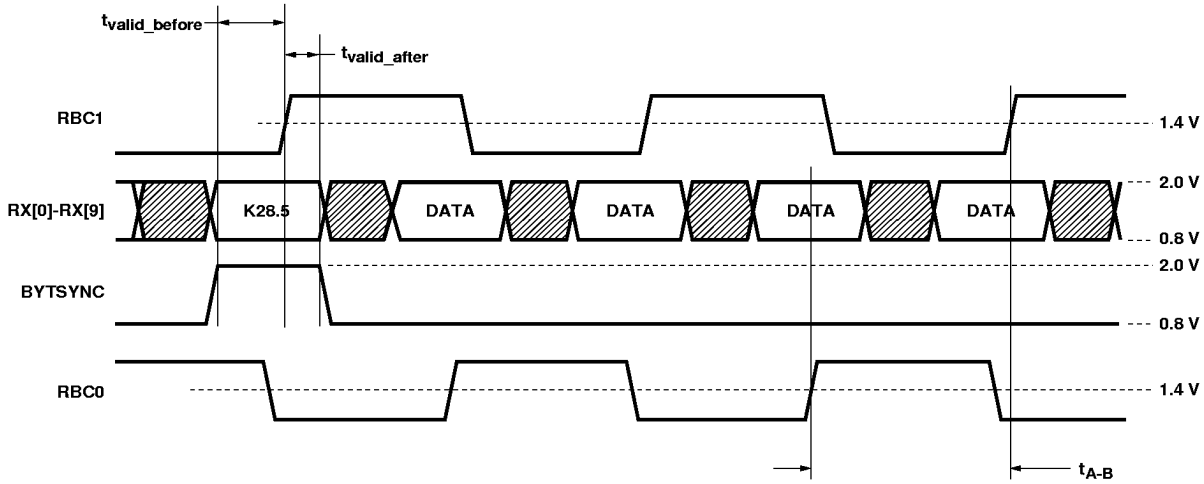 tvalid_before
tvalid_after
RBC1
1.4 V
2.0 V
RX[0]-RX[9]
K28.5
DATA
DATA
DATA
DATA
0.8 V
2.0 V
BYTSYNC
0.8 V
RBC0
1.4 V
tA-B